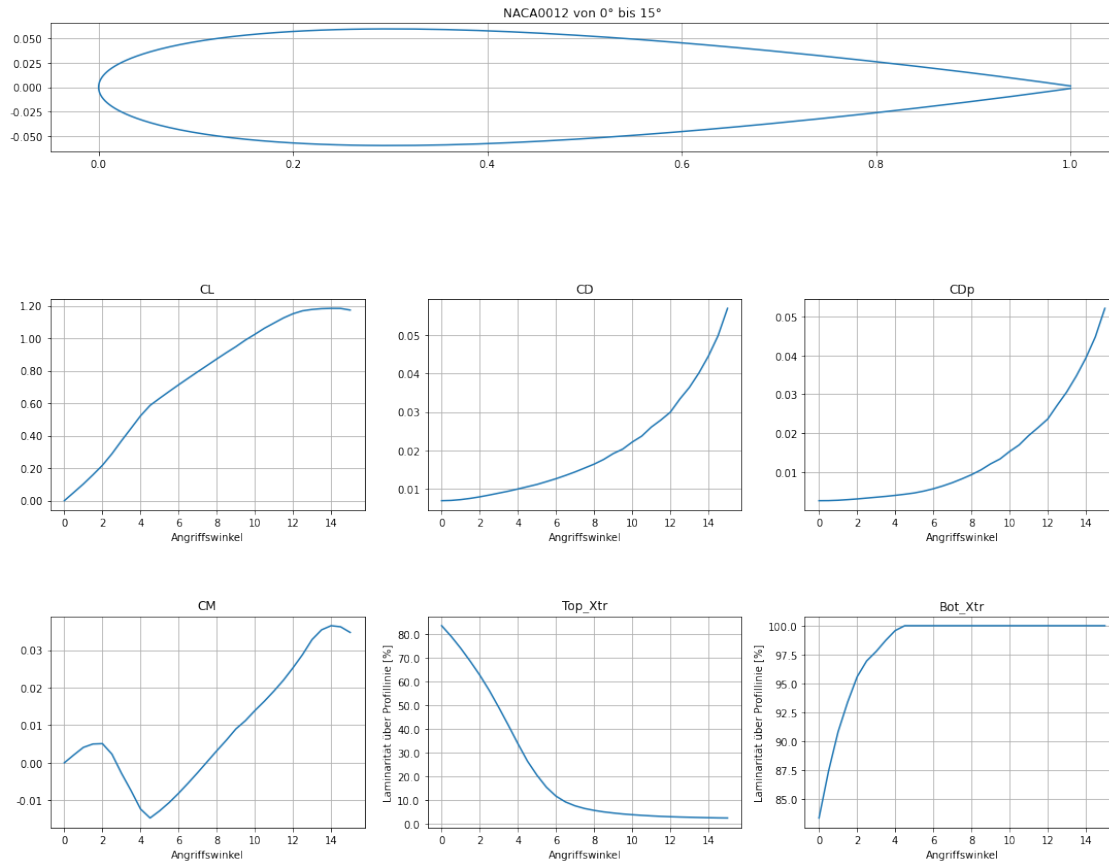 NACA0012 von 0° bis 15°
0.050
0.025
0.000
-0.025
-0.050
0.0 0.2 0.4 0.6 0.8 1.0
CL
1.20
1.00
0.80
0.60
0.40
0.20
0.00
0 2 4 6 8 10 12 14
Angriffswinkel
CD
0.05
0.04
0.03
0.02
0.01
0 2 4 6 8 10 12 14
Angriffswinkel
CDp
0.05
0.04
0.03
0.02
0.01
0 2 4 6 8 10 12 14
Angriffswinkel
CM
0.03
0.02
0.01
0.00
-0.01
0 2 4 6 8 10 12 14
Angriffswinkel
Top_Xtr
Laminarität über Profillinie [%]
80.0
70.0
60.0
50.0
40.0
30.0
20.0
10.0
0.0
0 2 4 6 8 10 12 14
Angriffswinkel
Bot_Xtr
Laminarität über Profillinie [%]
100.0
97.5
95.0
92.5
90.0
87.5
85.0
0 2 4 6 8 10 12 14
Angriffswinkel